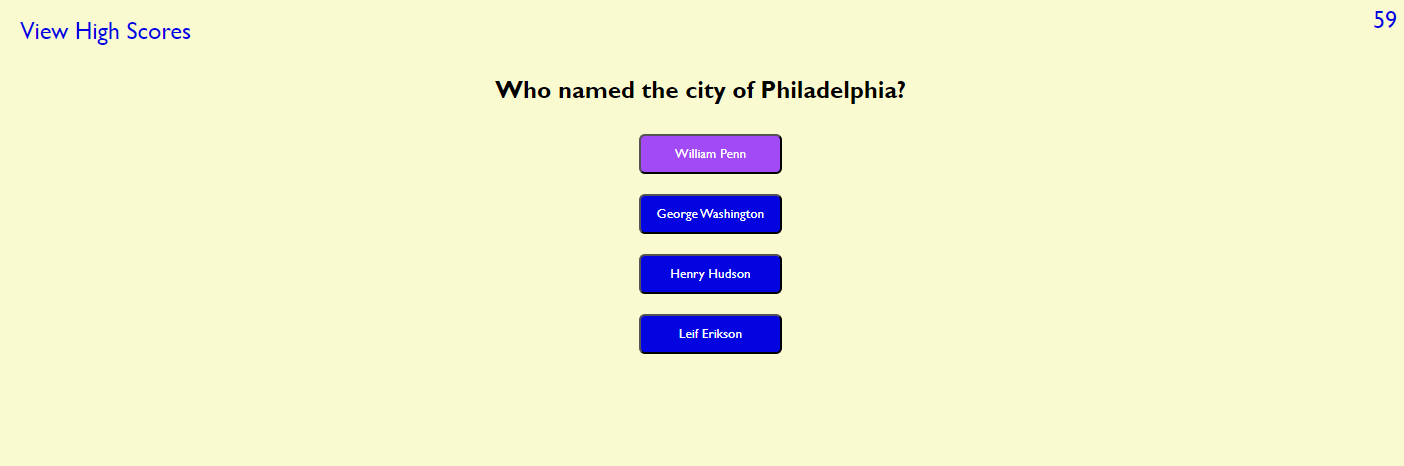 View High Scores
59
Who named the city of Philadelphia?
William Penn
George Washington
Henry Hudson
Leif Erikson